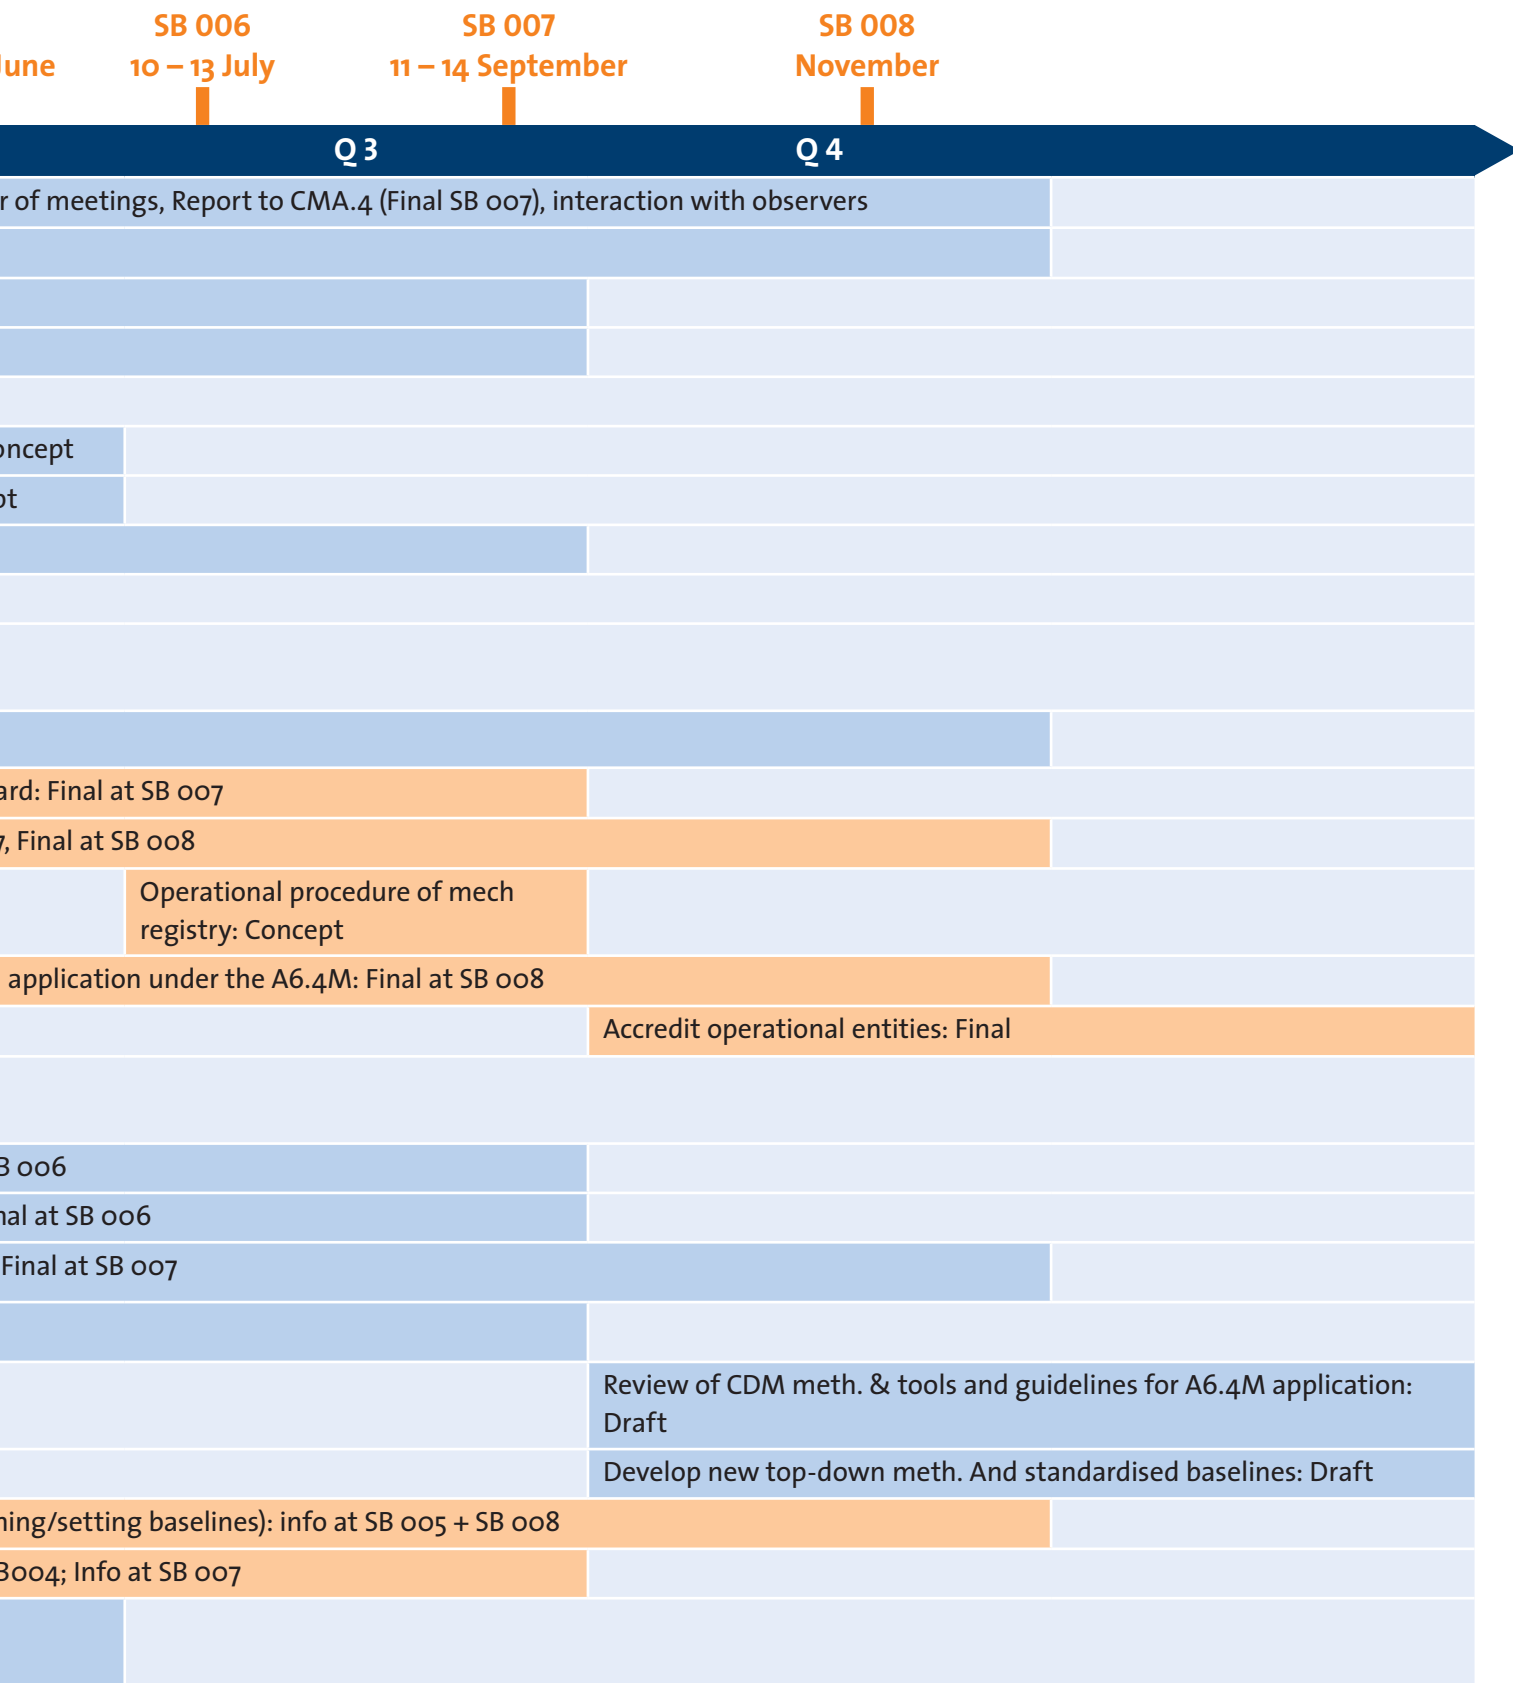 SB 006
SB 007
SB 008
June
10 – 13 July
11 – 14 September
November
Q 3
Q 4
r of meetings, Report to CMA.4 (Final SB 007), interaction with observers
oncept
pt
ard: Final at SB 007
7, Final at SB 008
Operational procedure of mech
registry: Concept
application under the A6.4M: Final at SB 008
Accredit operational entities: Final
B 006
nal at SB 006
Final at SB 007
Review of CDM meth. & tools and guidelines for A6.4M application:
Draft
Develop new top-down meth. And standardised baselines: Draft
ning/setting baselines): info at SB 005 + SB 008
B004; Info at SB 007